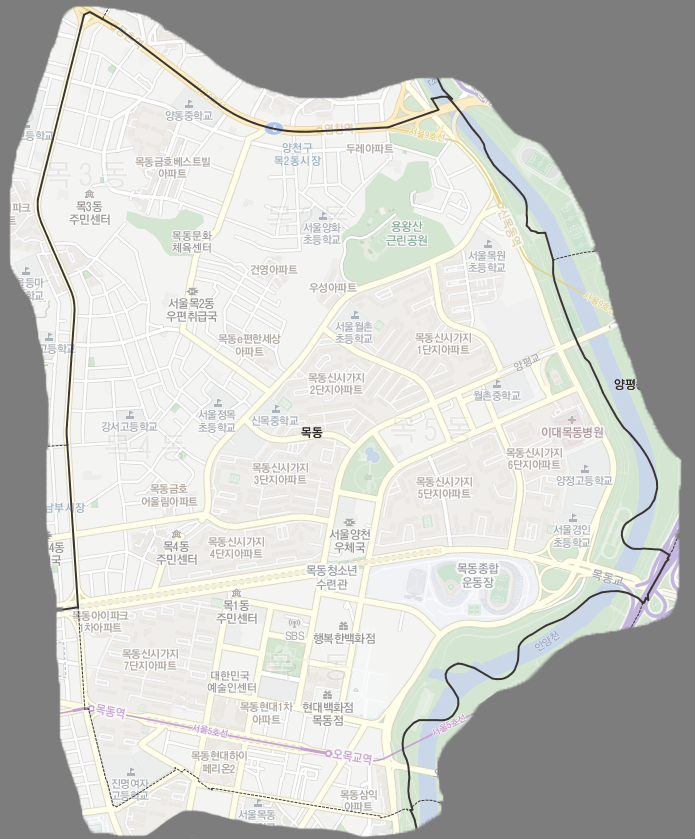 양동중학교
양천구
목2동시장
두레아파트
목동금호베스트빌
아파트
목3동
목3동
주민센터
서울양화
초등학교
용왕산
근린공원
신목동역
목동문화
체육센터
서울목원
초등학교
건영아파트
우성아파트
서울목2동
우편취급국
서울월촌
초등학교
목동신시가지
1단지아파트
목동e편한세상
아파트
양평교
목동신시가지
2단지아파트
월촌중학교
양평
강서고등학교
서울정목
초등학교
신목중학교
목동
목5동
이대목동병원
목4동
목동신시가지
3단지아파트
목동신시가지
6단지아파트
양정고등학교
목동신시가지
5단지아파트
목동금호
어울림아파트
남부시장
서울경인
초등학교
서울양천
우체국
목4동
주민센터
목동신시가지
4단지아파트
목동청소년
수련관
목동종합
운동장
목동교
목1동
주민센터
목동아이파크
1차아파트
SBS
행복한백화점
안양천
목동신시가지
7단지아파트
대한민국
예술인센터
목동현대1차
아파트
현대백화점
목동점
목동역
서울5호선
오목교역
서울5호선
목동현대하이
페리온2
진명여자
고등학교
목동삼익
아파트
서울목동